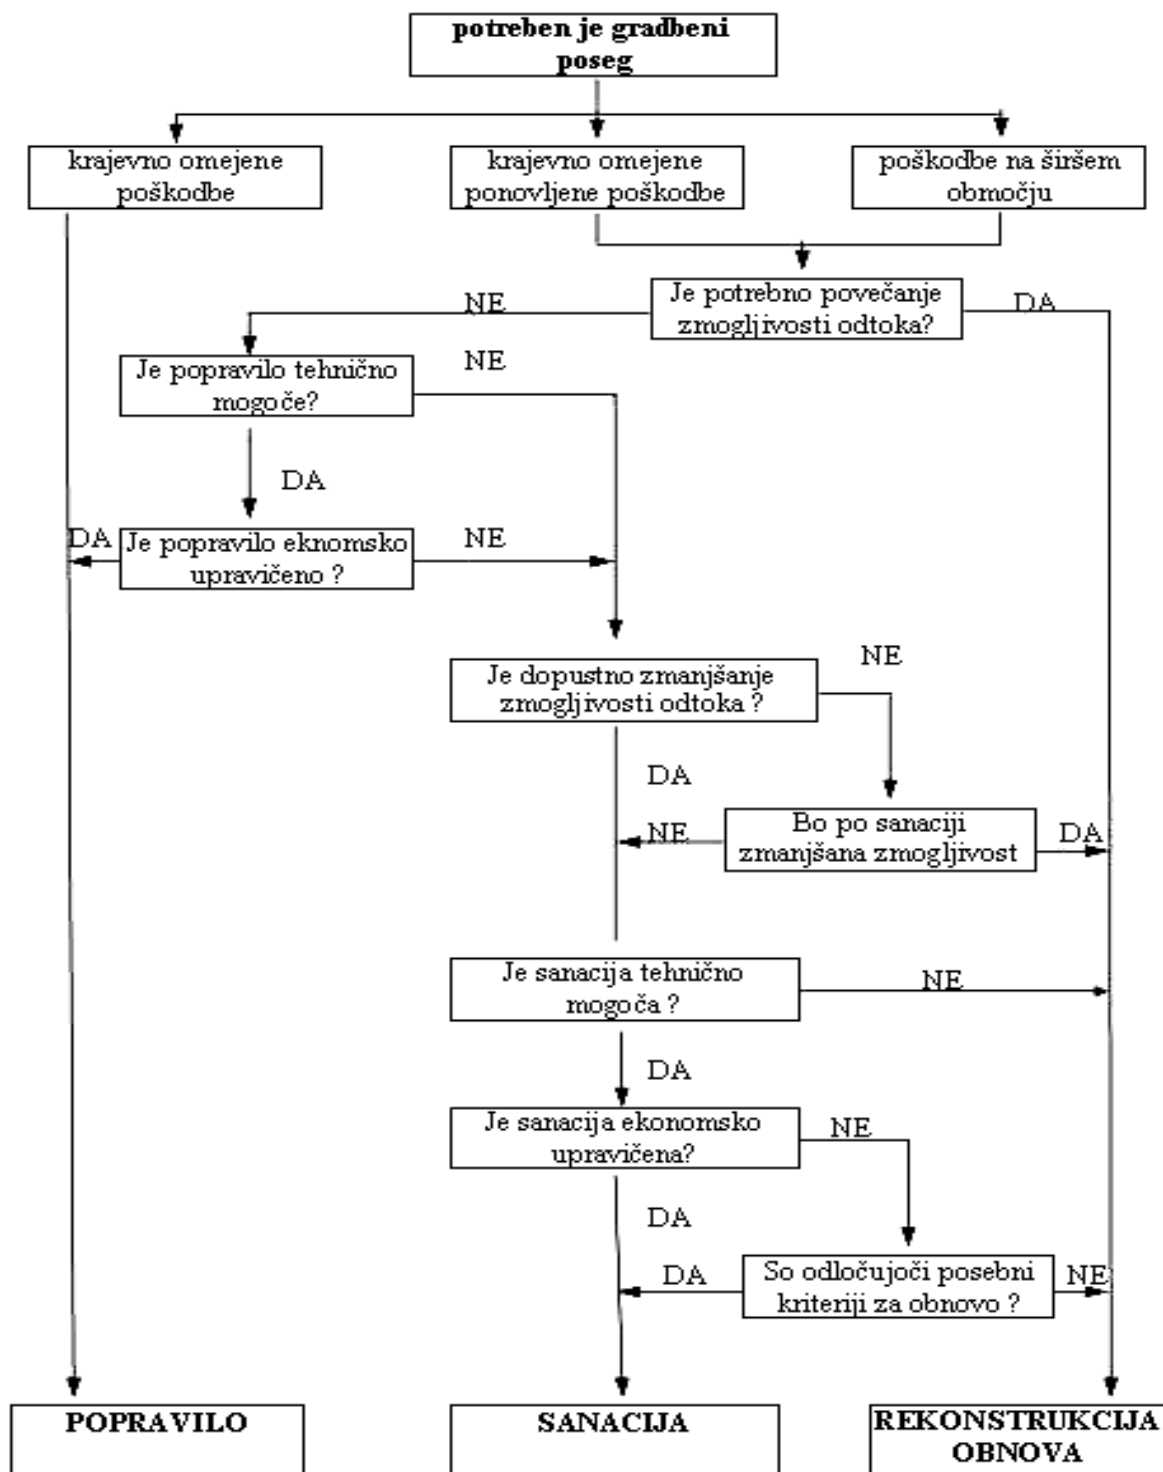 potreben je gradbeni
poseg
krajevno omejene
poškodbe
krajevno omejene
ponovljene poškodbe
poškodbe na širšem
območju
Je potrebno povečanje
zmogljivosti odtoka?
NE
DA
Je popravilo tehnično
mogoče?
NE
DA
Je popravilo eknomsko
upravičeno ?
DA
NE
Je dopustno zmanjšanje
zmogljivosti odtoka ?
NE
DA
Bo po sanaciji
zmanjšana zmogljivost
NE
DA
Je sanacija tehnično
mogoča ?
NE
DA
Je sanacija ekonomsko
upravičena?
NE
DA
So odločujoči posebni
kriteriji za obnovo ?
DA
NE
POPRAVILO
SANACIJA
REKONSTRUKCIJA
OBNOVA